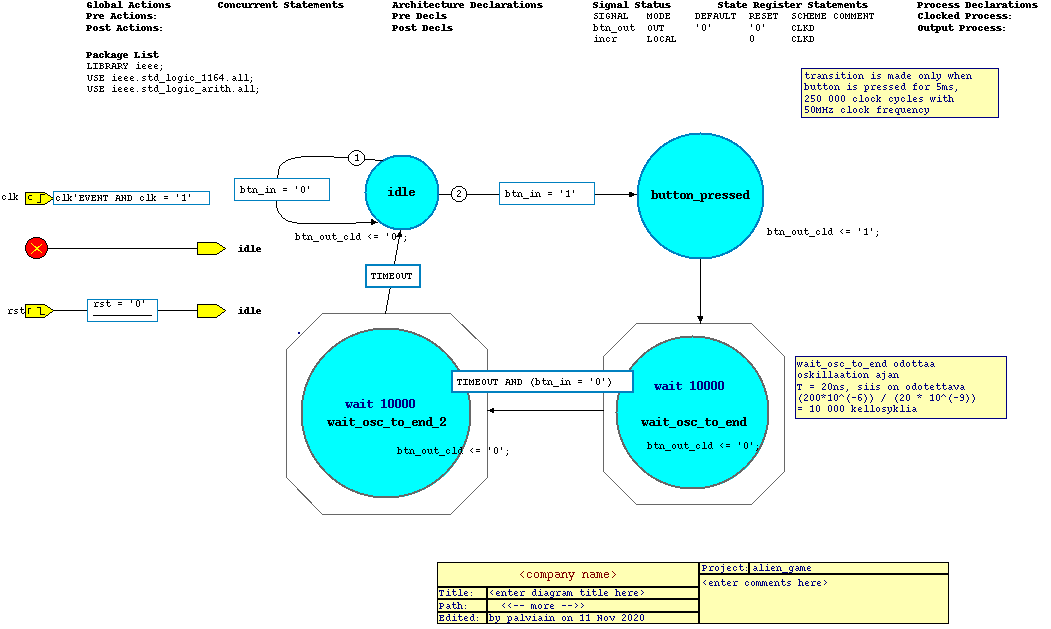 Global Actions
Pre Actions:
Post Actions:
Concurrent Statements
Architecture Declarations
Pre Decls
Post Decls
Signal Status
SIGNAL MODE DEFAULT RESET SCHEME COMMENT
btn_out OUT '0' '0' CLKD
incr LOCAL 0 CLKD
State Register Statements
Process Declarations
Clocked Process:
Output Process:
Package List
LIBRARY ieee;
USE ieee.std_logic_1164.all;
USE ieee.std_logic_arith.all;
transition is made only when
button is pressed for 5ms,
250 000 clock cycles with
50MHz clock frequency
clk
clk'EVENT AND clk = '1'
idle
rst
rst = '0'
idle
1
btn_in = '0'
idle
btn_out_cld <= '0';
2
btn_in = '1'
button_pressed
btn_out_cld <= '1';
TIMEOUT
wait 10000
wait_osc_to_end_2
btn_out_cld <= '0';
TIMEOUT AND (btn_in = '0')
wait 10000
wait_osc_to_end
btn_out_cld <= '0';
wait_osc_to_end odottaa
oskillaation ajan
T = 20ns, siis on odotettava
(200*10^(-6)) / (20 * 10^(-9))
= 10 000 kellosyklia
<company name>
Title: <enter diagram title here>
Path: <<-- more -->>
Edited: by palviain on 11 Nov 2020
Project: alien_game
<enter comments here>